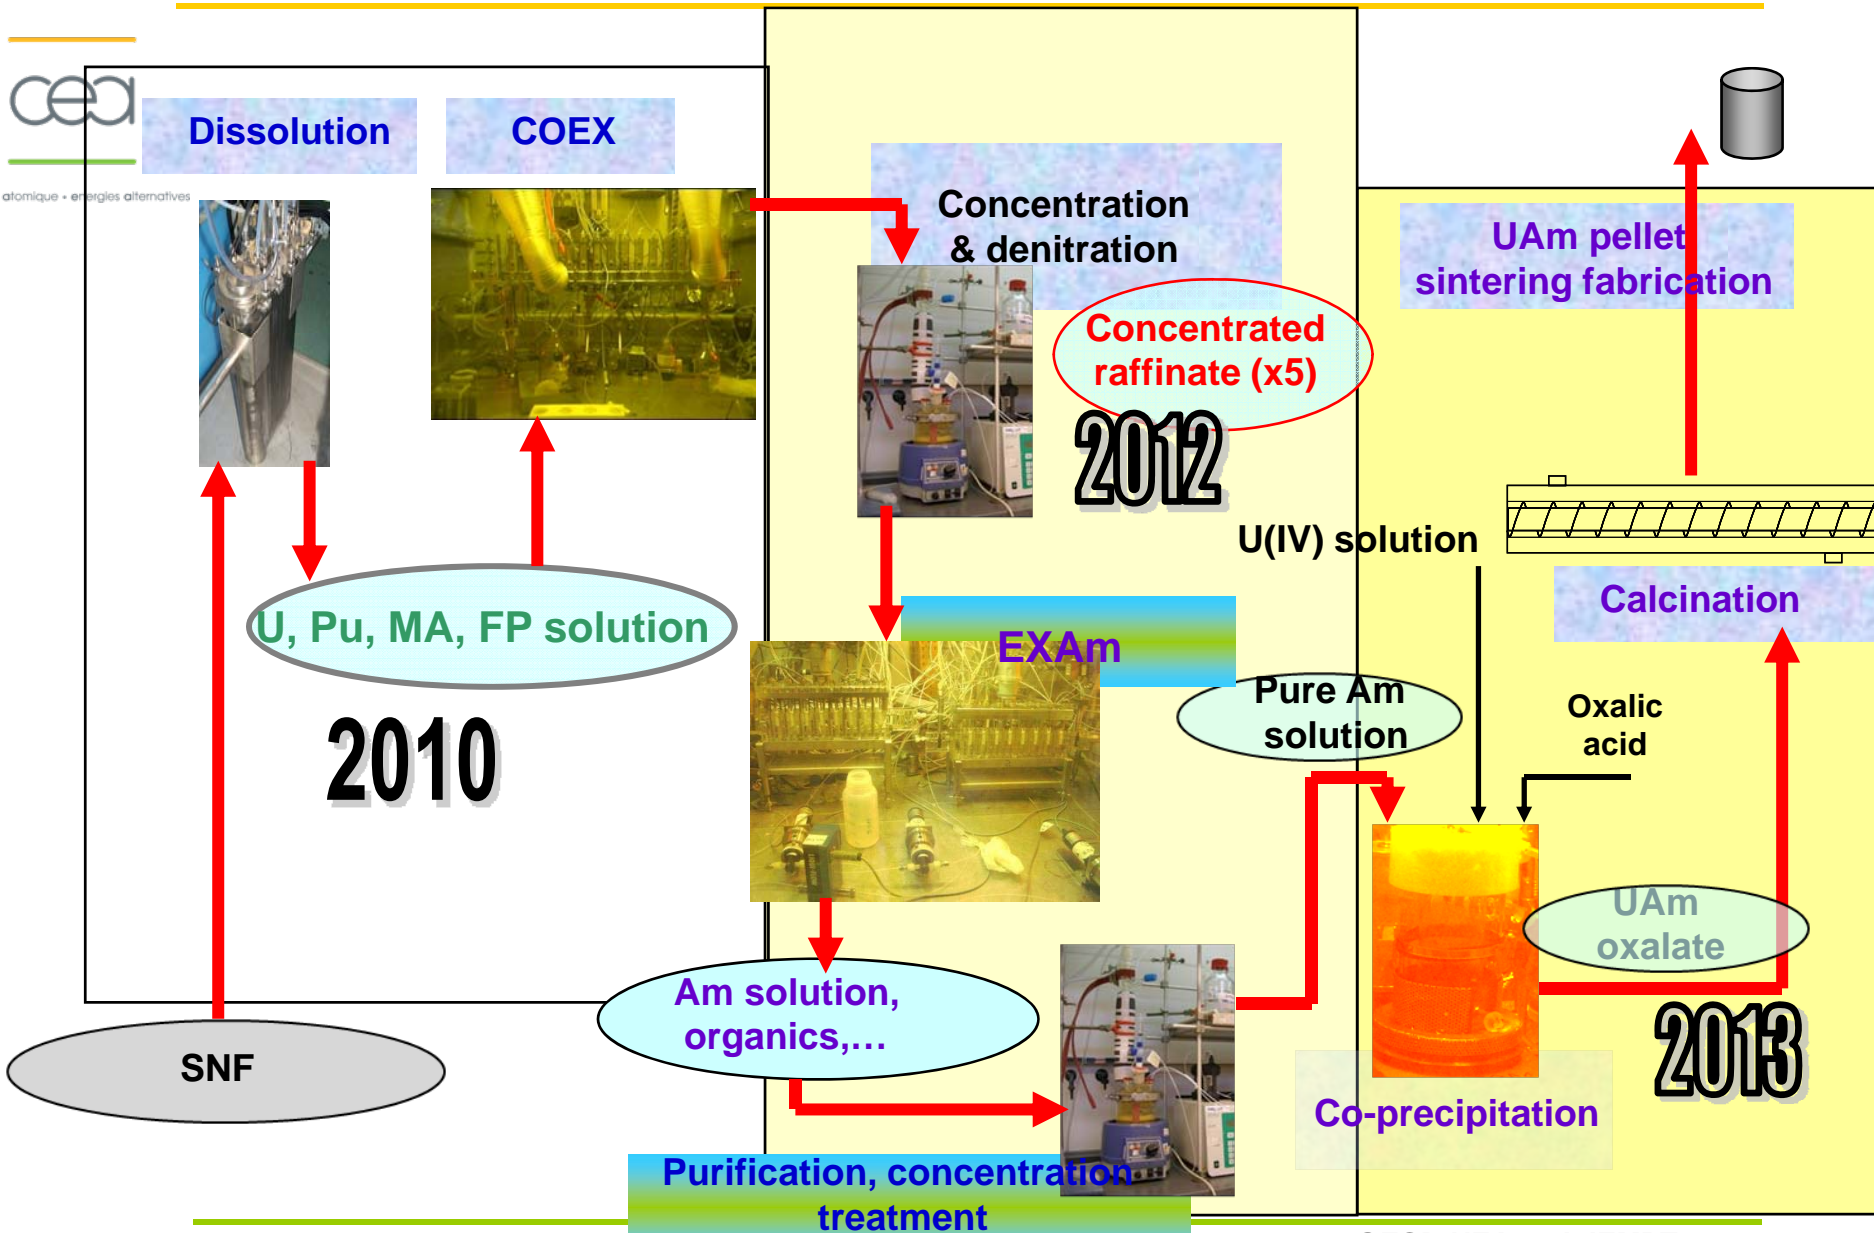 cea
atomique • energies alternatives
Dissolution
COEX
U, Pu, MA, FP solution
2010
SNF
Concentration
& denitration
Concentrated
raffinate (x5)
2012
EXAm
Am solution,
organics,...
Purification, concentration
treatment
Pure Am
solution
U(IV) solution
Oxalic
acid
Co-precipitation
UAm
oxalate
2013
Calcination
UAm pellet
sintering fabrication